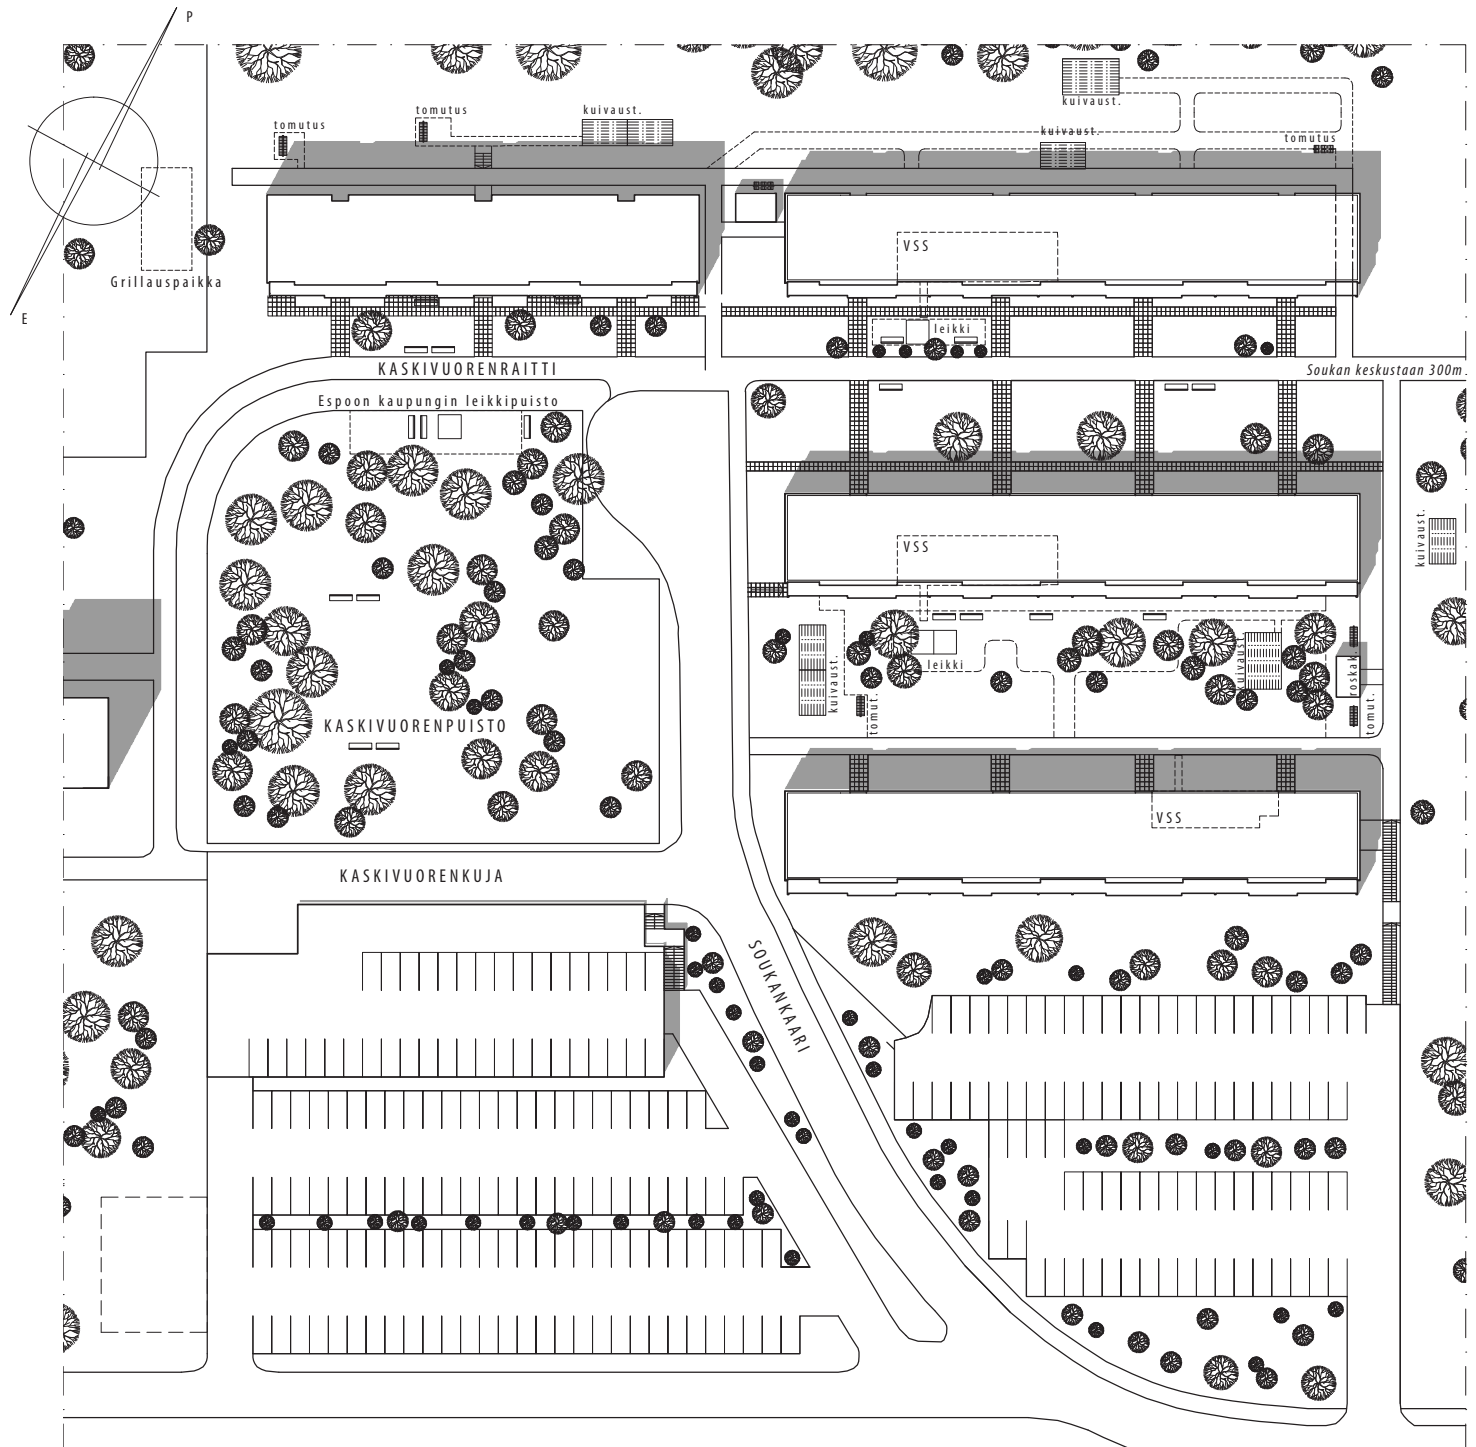 P
tomutus
kuivaust.
kuivaust.
tomutus
kuivaust.
tomutus
VSS
Grillauspaikka
E
leikki
KASKIVUORENRAITTI
Soukan keskustaan 300m
Espoon kaupungin leikkipuisto
kuivaust.
VSS
leikki
kuivaust.
kuivaust.
roskak.
tomut.
tomut.
KASKIVUORENPUISTO
VSS
KASKIVUORENKUJA
SOUKANKAARI